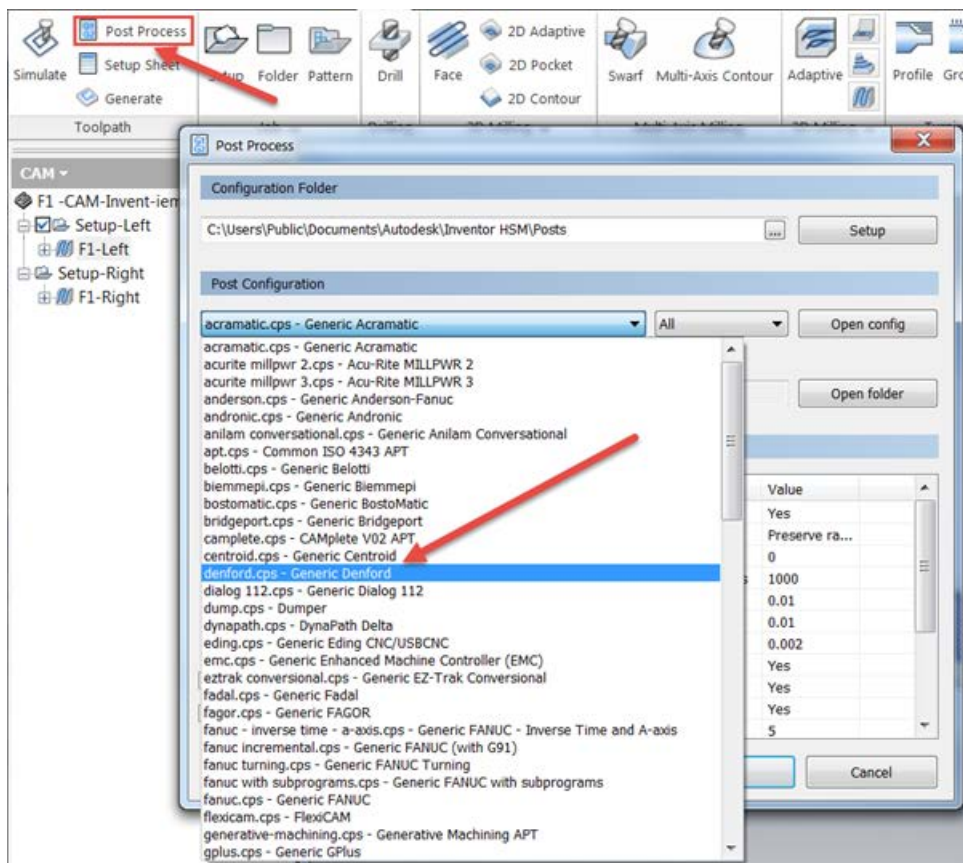 Post Process
Simulate
Setup Sheet
Generate
Toolpath
Setup Folder Pattern
Drill
Face
2D Adaptive
2D Pocket
2D Contour
Swarf Multi-Axis Contour
Adaptive
Profile
CAM
F1 -CAM-Invent-iem
Setup-Left
F1-Left
Setup-Right
F1-Right
Post Process
Configuration Folder
C:\Users\Public\Documents\Autodesk\Inventor HSM\Posts
...
Setup
Post Configuration
acramatic.cps - Generic Acramatic
All
Open config
acramatic.cps - Generic Acramatic
acurite millpwr 2.cps - Acu-Rite MILLPWR 2
acurite millpwr 3.cps - Acu-Rite MILLPWR 3
anderson.cps - Generic Anderson-Fanuc
andronic.cps - Generic Andronic
anilam conversational.cps - Generic Anilam Conversational
apt.cps - Common ISO 4343 APT
belotti.cps - Generic Belotti
biemmepi.cps - Generic Biemmepi
bostomatic.cps - Generic BostoMatic
bridgeport.cps - Generic Bridgeport
camplete.cps - CAMplete V02 APT
centroid.cps - Generic Centroid
denford.cps - Generic Denford
dialog 112.cps - Generic Dialog 112
dump.cps - Dumper
dynapath.cps - DynaPath Delta
eding.cps - Generic Eding CNC/USBCNC
emc.cps - Generic Enhanced Machine Controller (EMC)
eztrak conversional.cps - Generic EZ-Trak Conversional
fadal.cps - Generic Fadal
fagor.cps - Generic FAGOR
fanuc - inverse time - a-axis.cps - Generic FANUC - Inverse Time and A-axis
fanuc incremental.cps - Generic FANUC (with G91)
fanuc turning.cps - Generic FANUC Turning
fanuc with subprograms.cps - Generic FANUC with subprograms
fanuc.cps - Generic FANUC
flexicam.cps - FlexiCAM
generative-machining.cps - Generative Machining APT
gplus.cps - Generic GPlus
Open folder
Value
Yes
Preserve ra...
0
1000
0.01
0.01
0.002
Yes
Yes
Yes
5
Cancel